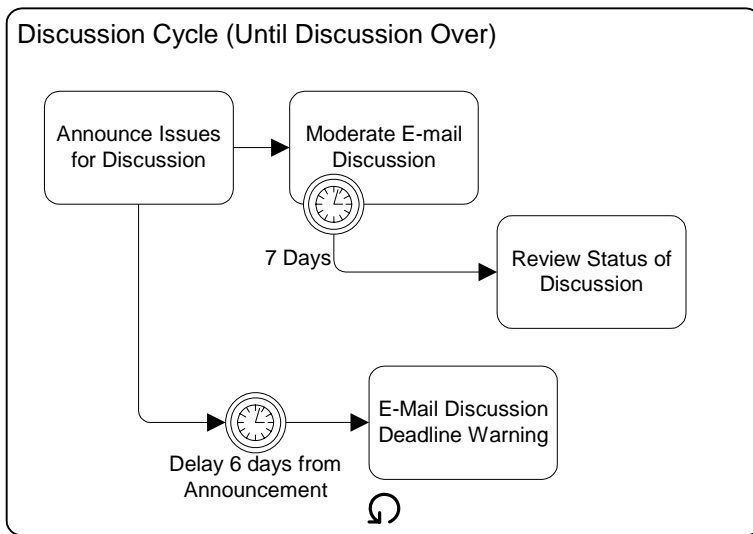 Discussion Cycle (Until Discussion Over)
Announce Issues
for Discussion
Moderate E-mail
Discussion
7 Days
Review Status of
Discussion
E-Mail Discussion
Deadline Warning
Delay 6 days from
Announcement